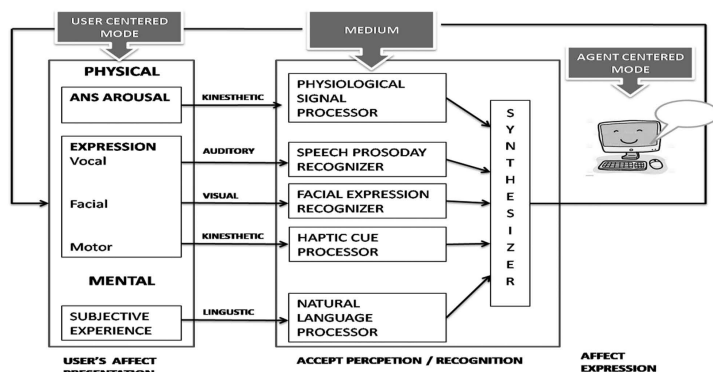 USER CENTERED
MODE
MEDIUM
AGENT CENTERED
MODE
PHYSICAL
ANS AROUSAL
KINESTHETIC
PHYSIOLOGICAL
SIGNAL
PROCESSOR
EXPRESSION
Vocal
AUDITORY
SPEECH PROSODAY
RECOGNIZER
Facial
VISUAL
FACIAL EXPRESSION
RECOGNIZER
Motor
KINESTHETIC
HAPTIC CUE
PROCESSOR
MENTAL
SUBJECTIVE
EXPERIENCE
LINGUSTIC
NATURAL
LANGUAGE
PROCESSOR
S
Y
N
T
H
E
S
I
Z
E
R
USER'S AFFECT
PRESENTATION
ACCEPT PERCPETION / RECOGNITION
AFFECT
EXPRESSION